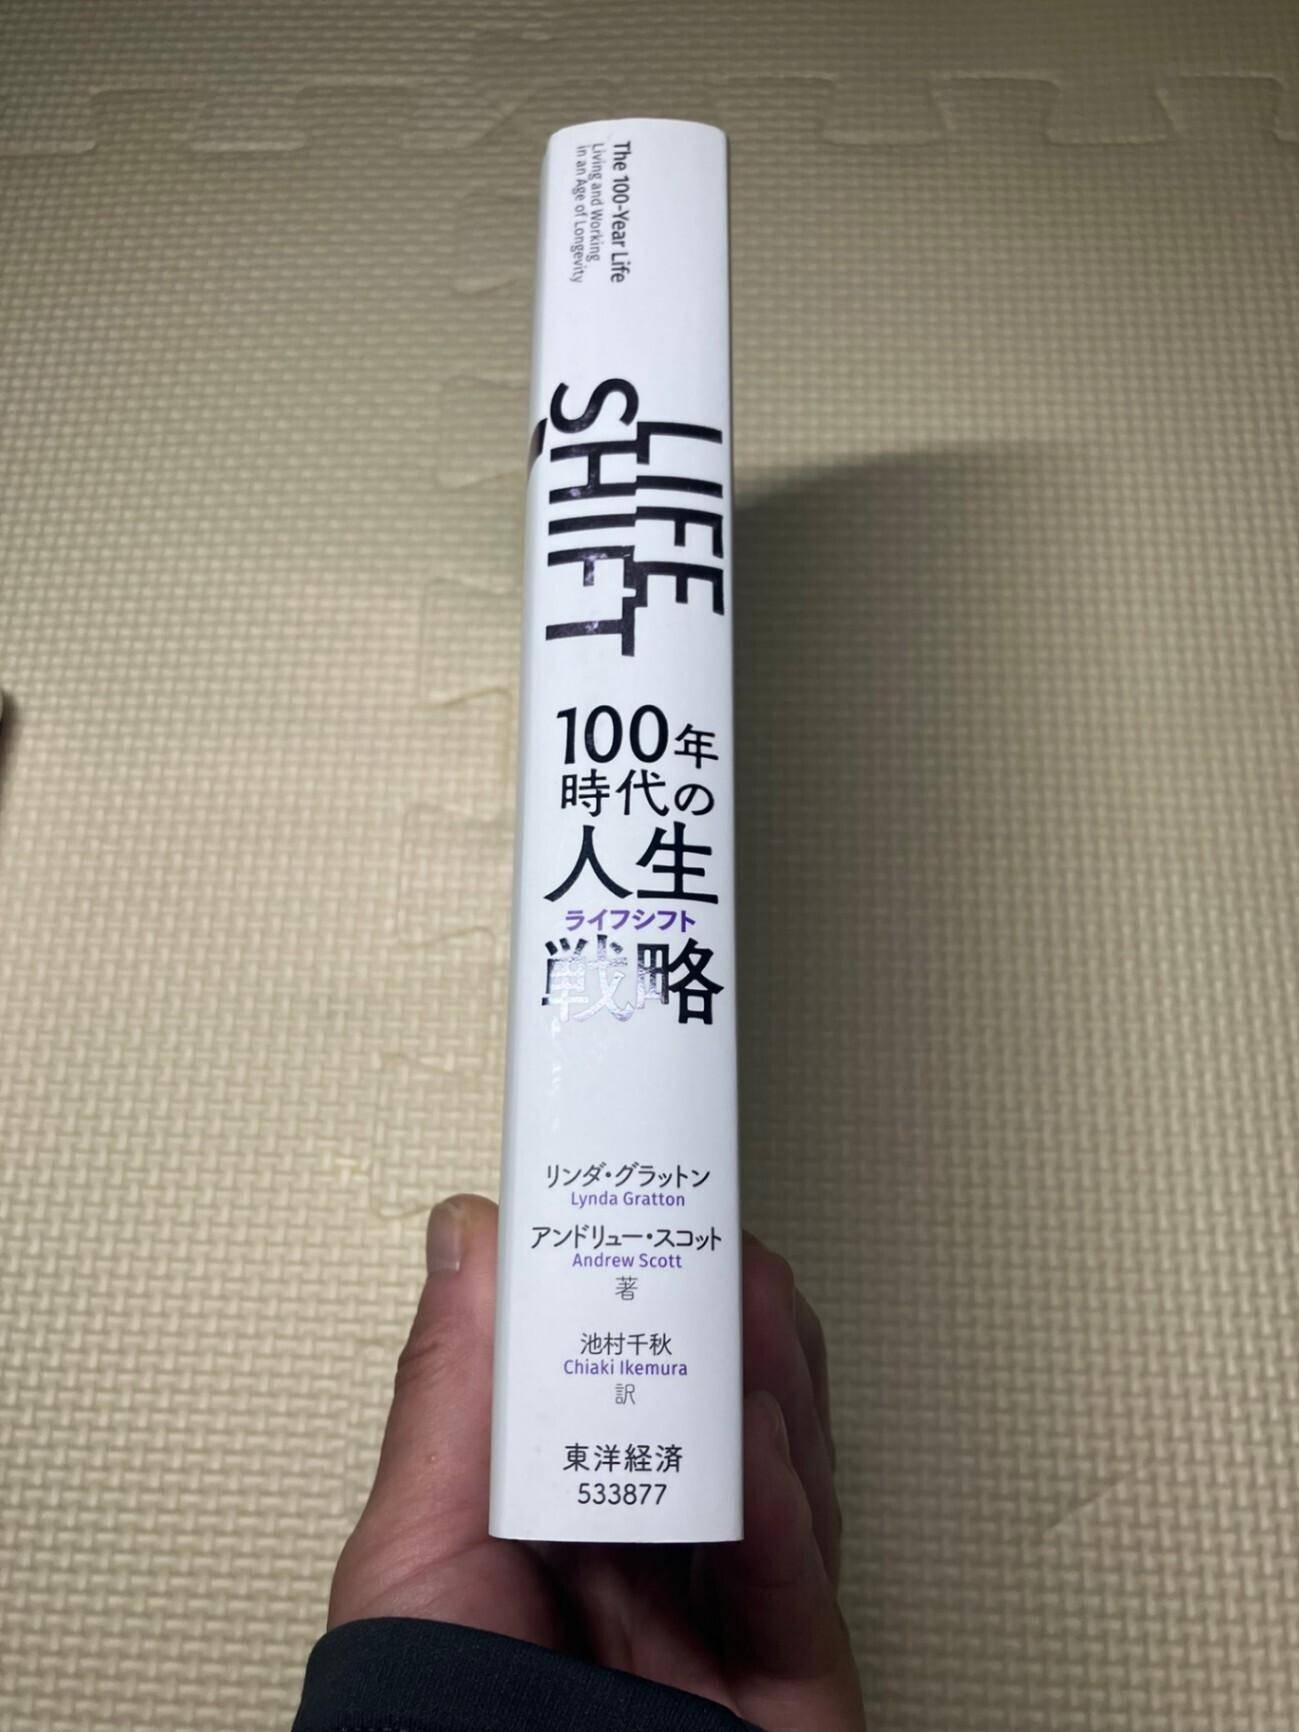 The 100-Year Life
Living and Working
in an Age of Longevity
LIFE
SHIFT
100年
時代の
人生
ライフシフト
戦略
リンダ・グラットン
Lynda Gratton
アンドリュー・スコット
Andrew Scott
著
池村千秋
Chiaki Ikemura
訳
東洋経済
533877